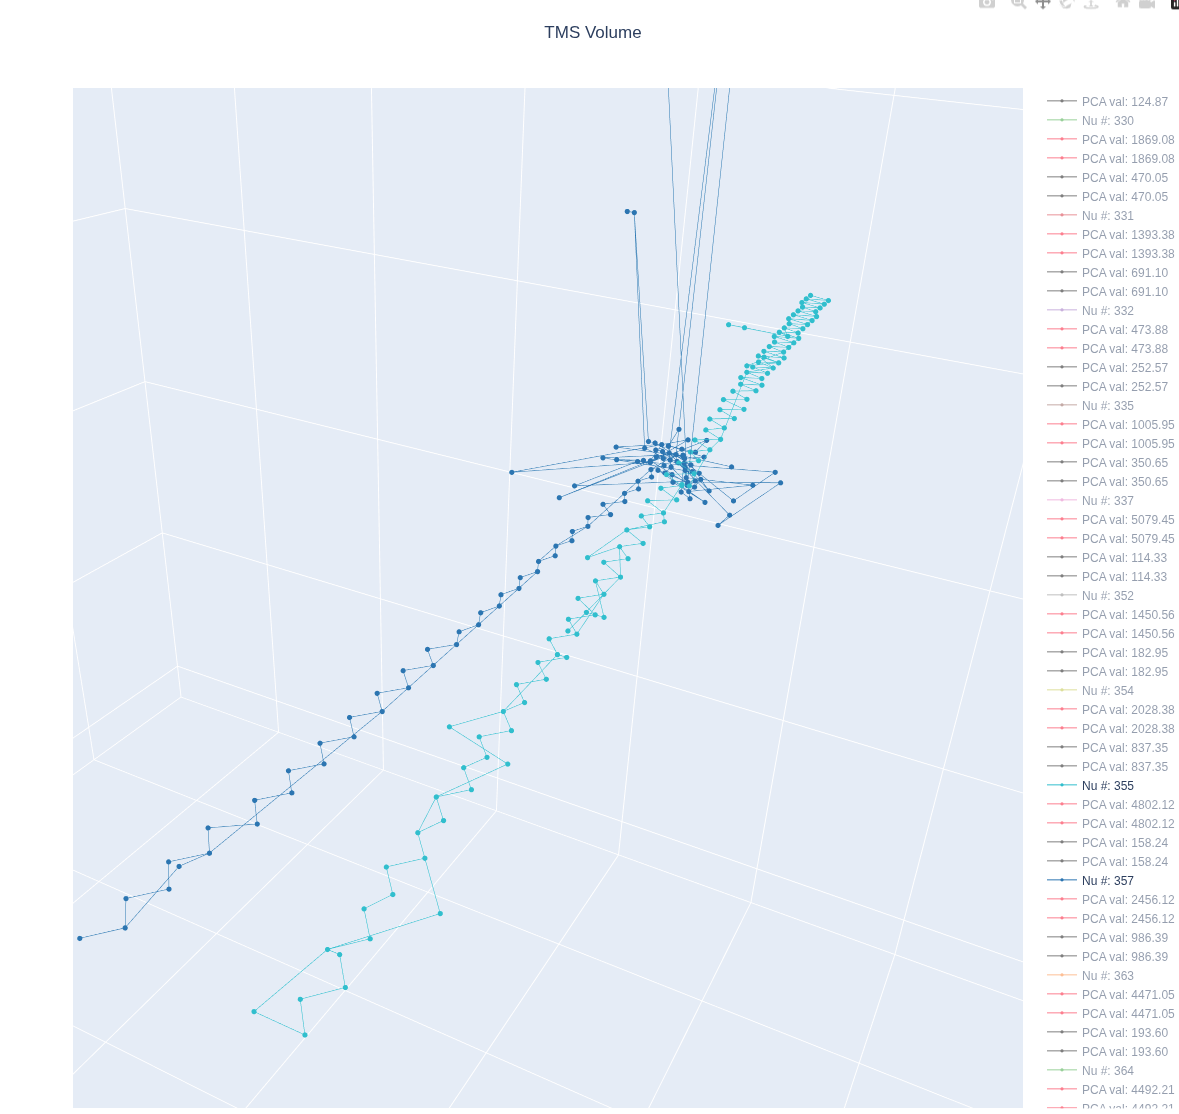 TMS Volume
PCA val: 124.87
Nu #: 330
PCA val: 1869.08
PCA val: 1869.08
PCA val: 470.05
PCA val: 470.05
Nu #: 331
PCA val: 1393.38
PCA val: 1393.38
PCA val: 691.10
PCA val: 691.10
Nu #: 332
PCA val: 473.88
PCA val: 473.88
PCA val: 252.57
PCA val: 252.57
Nu #: 335
PCA val: 1005.95
PCA val: 1005.95
PCA val: 350.65
PCA val: 350.65
Nu #: 337
PCA val: 5079.45
PCA val: 5079.45
PCA val: 114.33
PCA val: 114.33
Nu #: 352
PCA val: 1450.56
PCA val: 1450.56
PCA val: 182.95
PCA val: 182.95
Nu #: 354
PCA val: 2028.38
PCA val: 2028.38
PCA val: 837.35
PCA val: 837.35
Nu #: 355
PCA val: 4802.12
PCA val: 4802.12
PCA val: 158.24
PCA val: 158.24
Nu #: 357
PCA val: 2456.12
PCA val: 2456.12
PCA val: 986.39
PCA val: 986.39
Nu #: 363
PCA val: 4471.05
PCA val: 4471.05
PCA val: 193.60
PCA val: 193.60
Nu #: 364
PCA val: 4492.21
PCA val: 4492.21